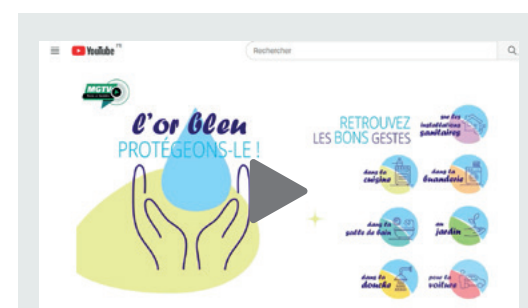 YouTube FR
Rechercher
MGTV
l'or bleu
PROTÉGEONS-LE !
RETROUVEZ
LES BONS GESTES
sur les
installations
sanitaires
dans la
cuisine
dans la
buanderie
dans la
salle de bain
au
jardin
dans la
douche
pour la
voiture